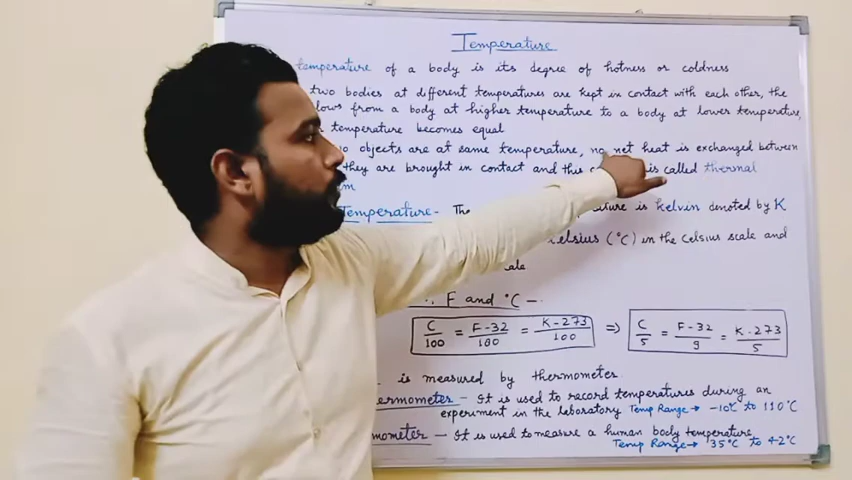 Temperature
temperature of a body is its degree of hotness or coldness
two bodies at different temperatures are kept in contact with each other, the
lows from a body at higher temperature to a body at lower temperature,
temperature becomes equal
o objects are at same temperature, no net heat is exchanged between
they are brought in contact and this is called thermal
m
Temperature - The ture is kelvin denoted by K
elsius (°C) in the Celsius scale and
ale
F and °C -
C/100 = F-32/180 = K-273/100 ⇒ C/5 = F-32/9 = K-273/5
is measured by thermometer
ermometer - It is used to record temperatures during an
experiment in the laboratory Temp Range → -10°C to 110°C
mometer - It is used to measure a human body temperature
Temp Range → 35°C to 42°C